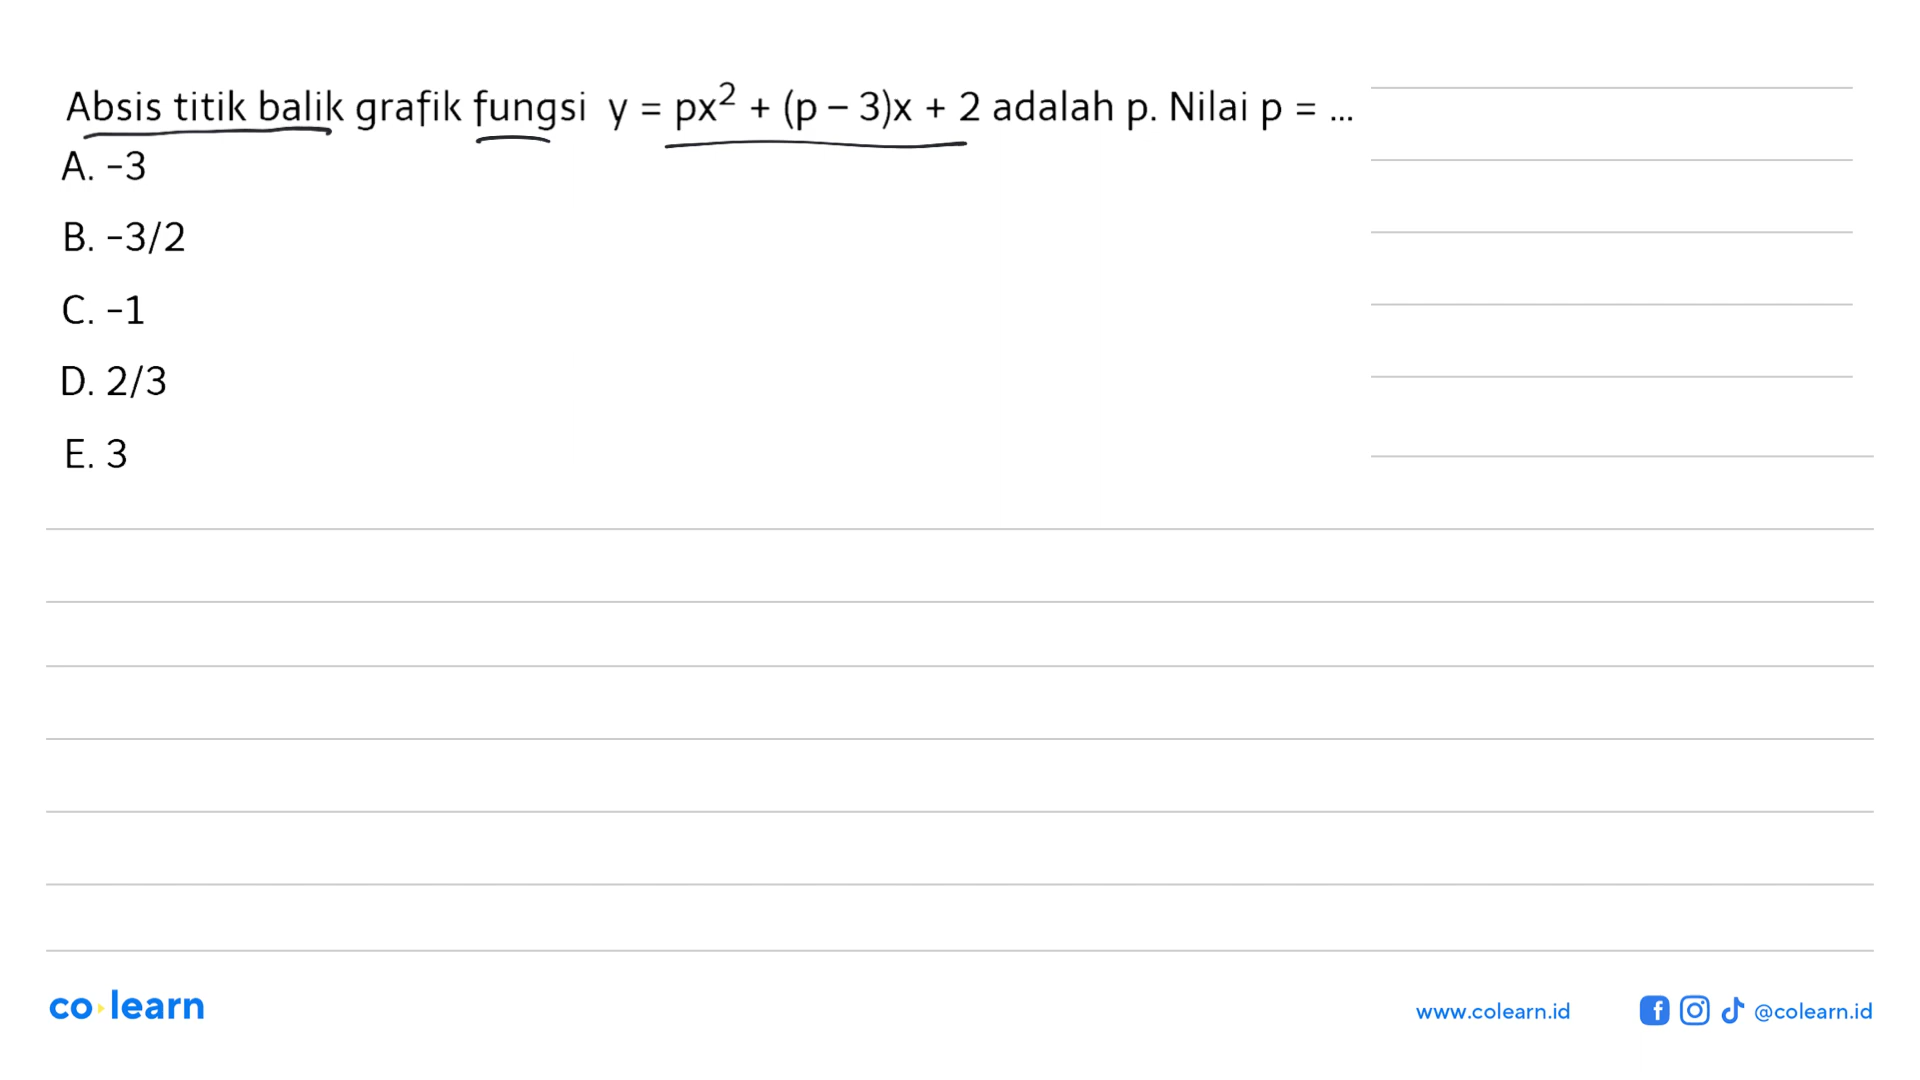 Absis titik balik grafik fungsi y = px² + (p – 3)x + 2 adalah p. Nilai p = ...
A. –3
B. –3/2
C. –1
D. 2/3
E. 3
co learn
www.colearn.id @colearn.id